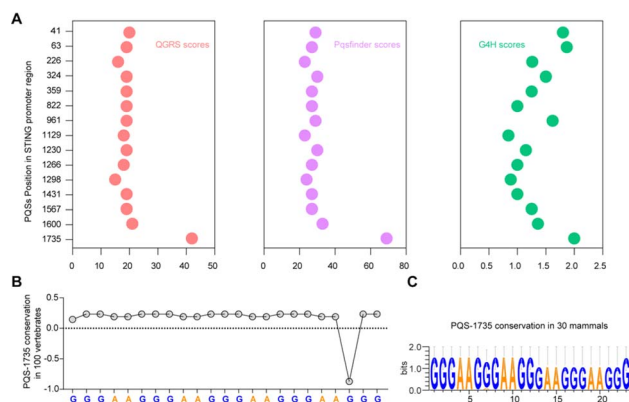 A
QGRS scores
Pqsfinder scores
G4H scores
PQSs Position in STING promoter region
41
63
226
324
359
822
961
1129
1230
1266
1298
1431
1567
1600
1735
0 10 20 30 40 50
0 20 40 60 80
0.0 0.5 1.0 1.5 2.0 2.5
B
PQS-1735 conservation
in 100 vertebrates
0.5
0.0
-0.5
-1.0
G G G A A G G G A A G G G A A G G G A A G G G
C
PQS-1735 conservation in 30 mammals
bits
2.0
1.0
0.0
GGGAAGGGAAGGGAAGGGAAGGG
5 10 15 20